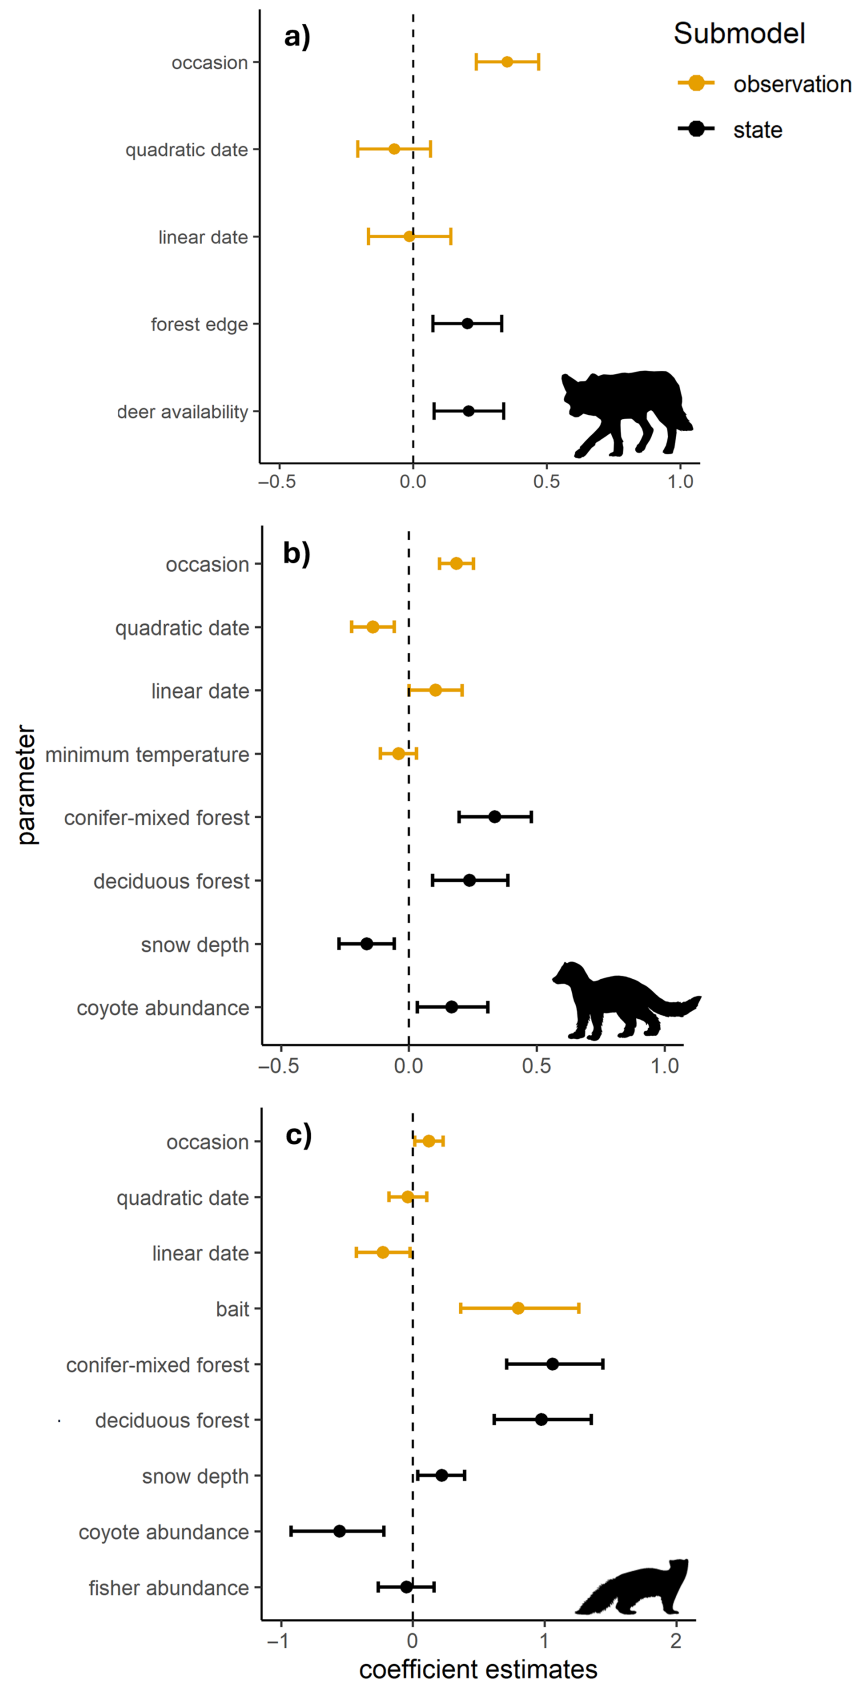 a)
Submodel
observation
state
occasion
quadratic date
linear date
forest edge
deer availability
−0.5 0.0 0.5 1.0
b)
occasion
quadratic date
linear date
minimum temperature
conifer-mixed forest
deciduous forest
snow depth
coyote abundance
−0.5 0.0 0.5 1.0
parameter
c)
occasion
quadratic date
linear date
bait
conifer-mixed forest
deciduous forest
snow depth
coyote abundance
fisher abundance
−1 0 1 2
coefficient estimates